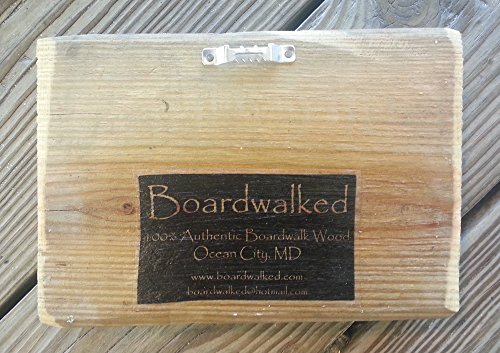 Boardwalked
100% Authentic Boardwalk Wood
Ocean City, MD
www.boardwalked.com
boardwalked@hotmail.com